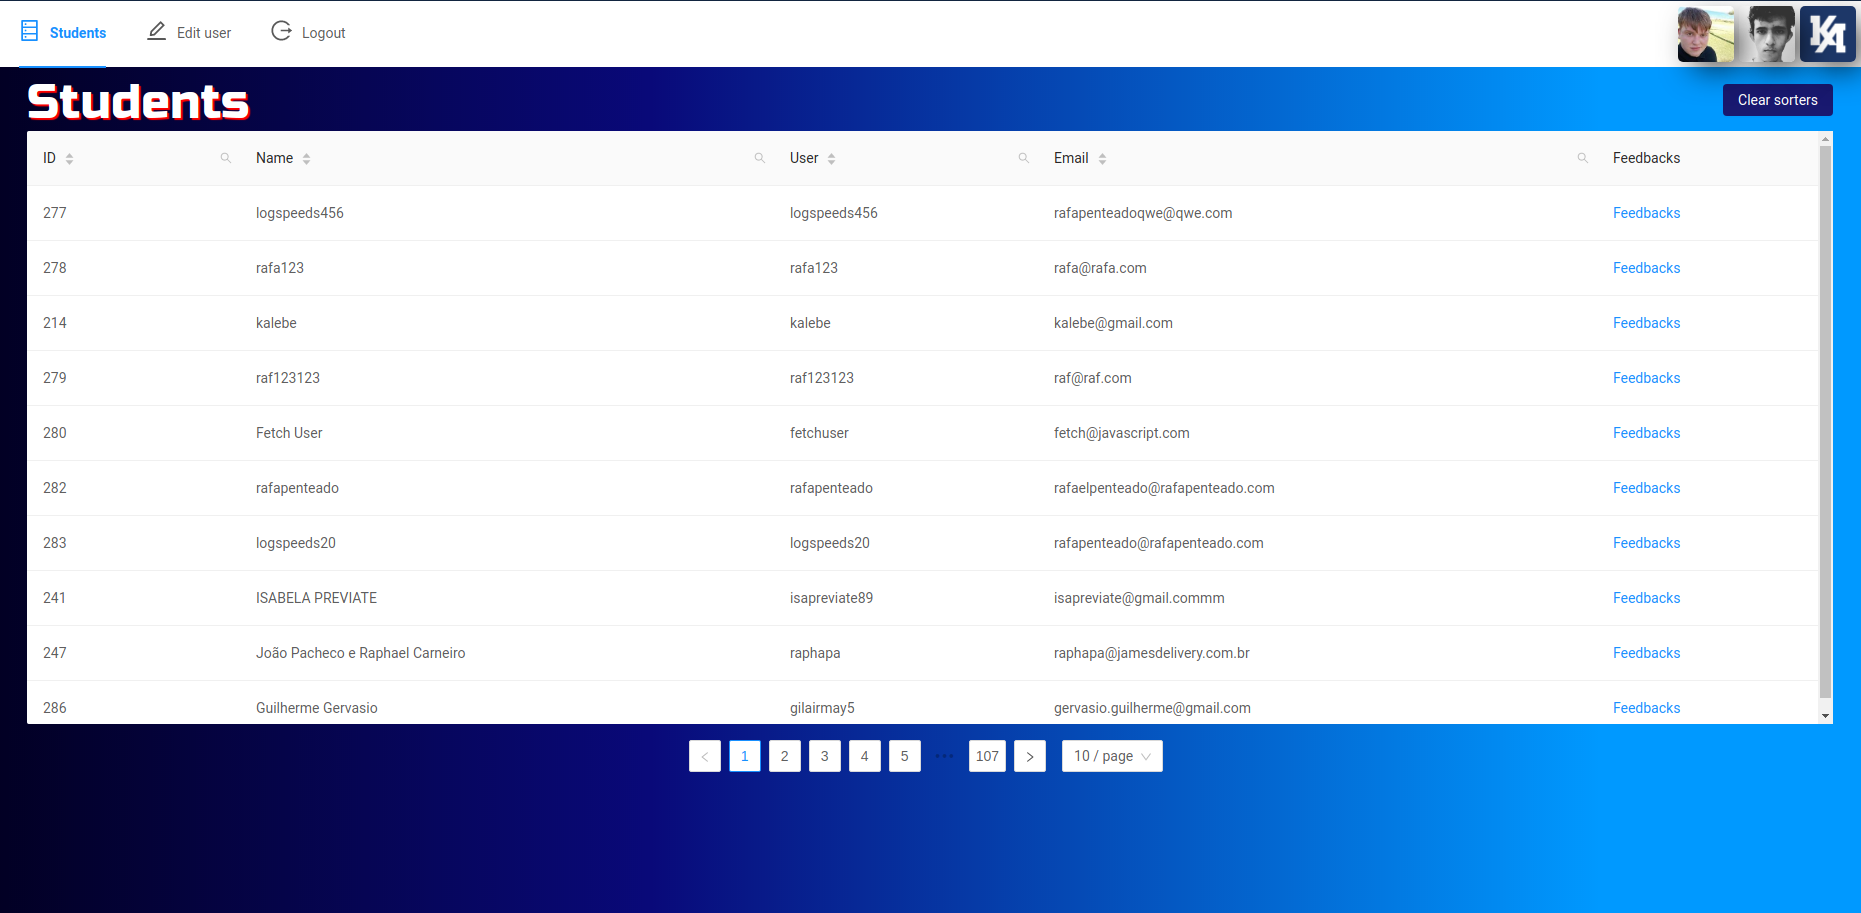 Students Edit user Logout KA
Students Clear sorters
ID Name User Email Feedbacks
277 logspeeds456 logspeeds456 rafapenteadoqwe@qwe.com Feedbacks
278 rafa123 rafa123 rafa@rafa.com Feedbacks
214 kalebe kalebe kalebe@gmail.com Feedbacks
279 raf123123 raf123123 raf@raf.com Feedbacks
280 Fetch User fetchuser fetch@javascript.com Feedbacks
282 rafapenteado rafapenteado rafaelpenteado@rafapenteado.com Feedbacks
283 logspeeds20 logspeeds20 rafapenteado@rafapenteado.com Feedbacks
241 ISABELA PREVIATE isapreviate89 isapreviate@gmail.commm Feedbacks
247 João Pacheco e Raphael Carneiro raphapa raphapa@jamesdelivery.com.br Feedbacks
286 Guilherme Gervasio gilairmay5 gervasio.guilherme@gmail.com Feedbacks
< 1 2 3 4 5 ••• 107 > 10 / page